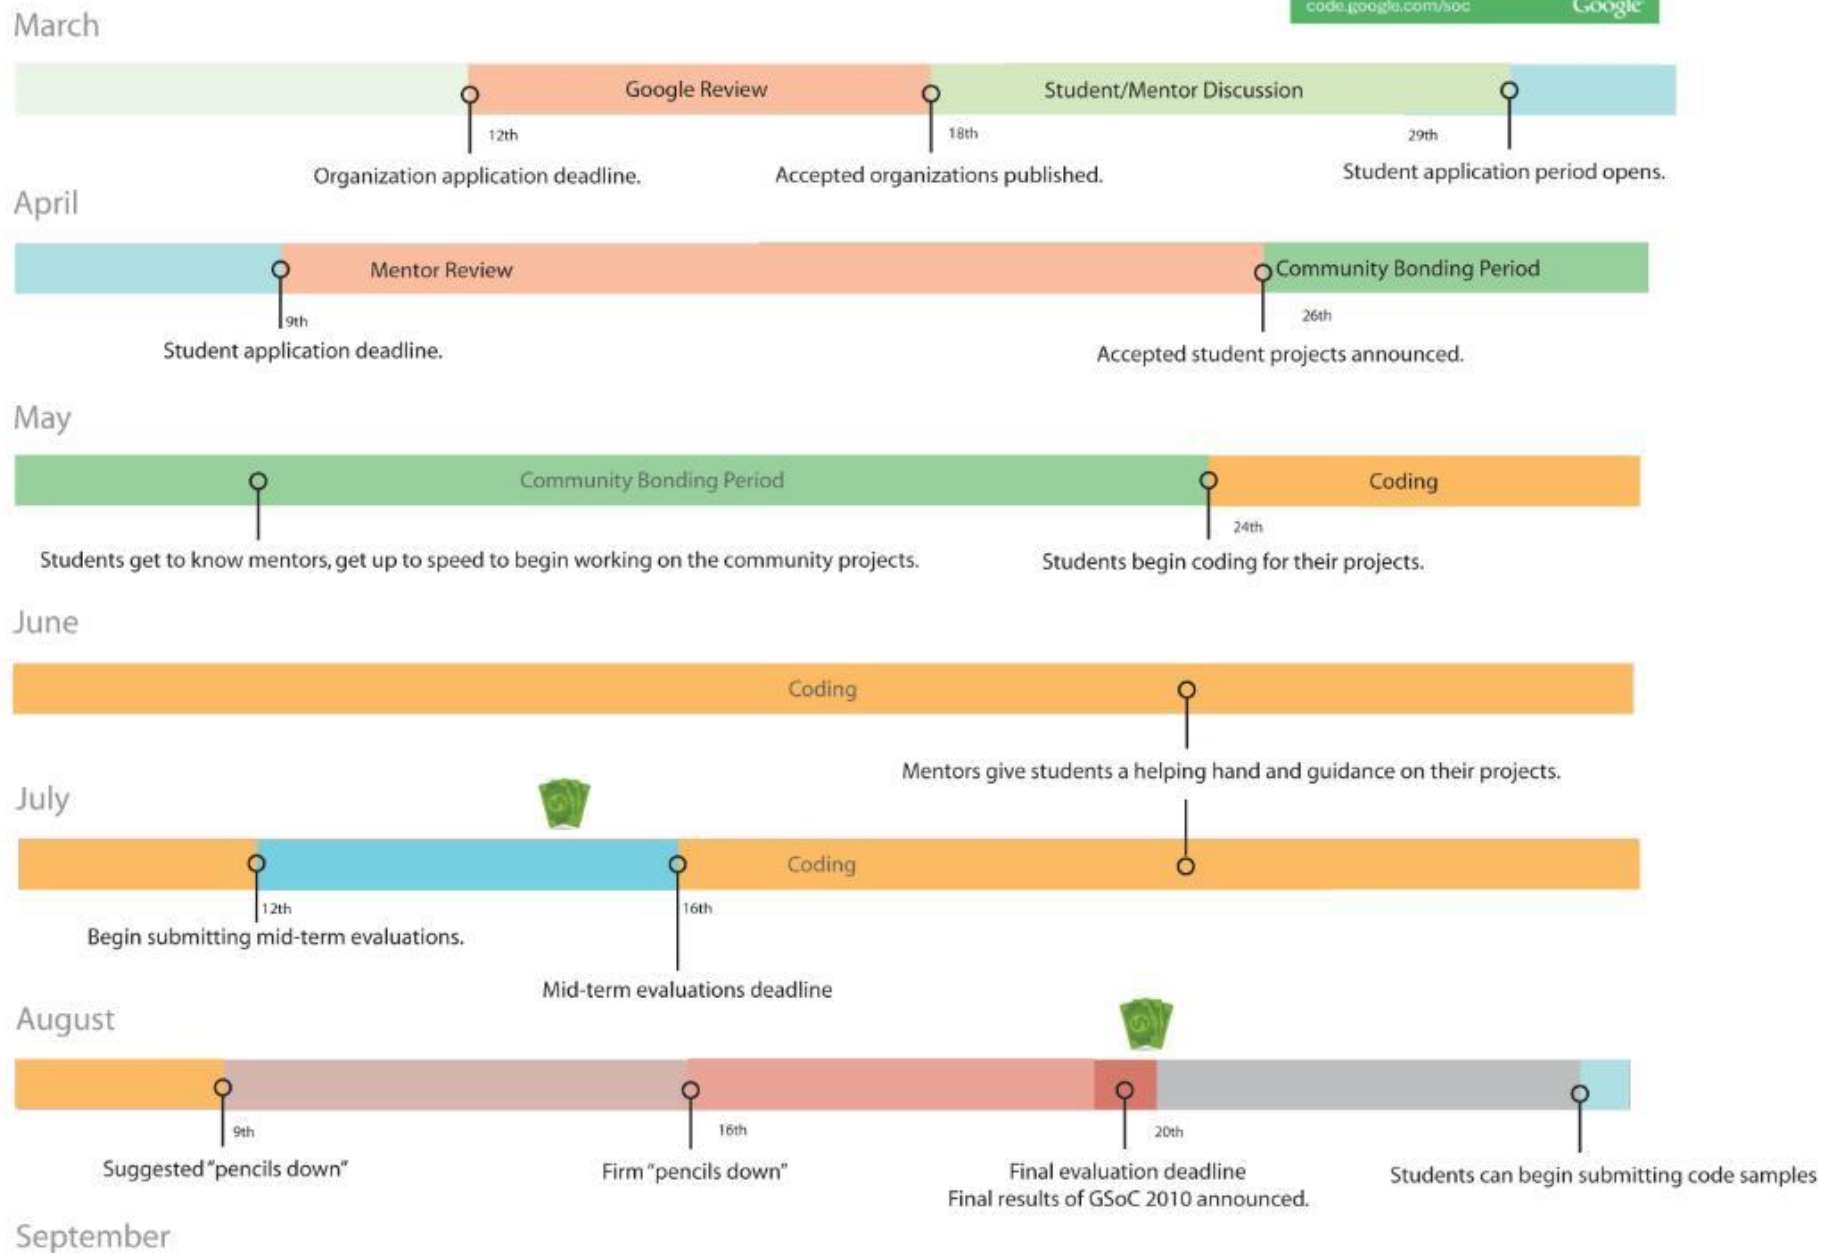 code.google.com/soc Google
March
Google Review
Student/Mentor Discussion
12th
18th
29th
Organization application deadline.
Accepted organizations published.
Student application period opens.
April
Mentor Review
Community Bonding Period
9th
26th
Student application deadline.
Accepted student projects announced.
May
Community Bonding Period
Coding
24th
Students get to know mentors, get up to speed to begin working on the community projects.
Students begin coding for their projects.
June
Coding
Mentors give students a helping hand and guidance on their projects.
July
Coding
12th
16th
Begin submitting mid-term evaluations.
Mid-term evaluations deadline
August
9th
16th
20th
Suggested "pencils down"
Firm "pencils down"
Final evaluation deadline
Final results of GSoC 2010 announced.
Students can begin submitting code samples
September